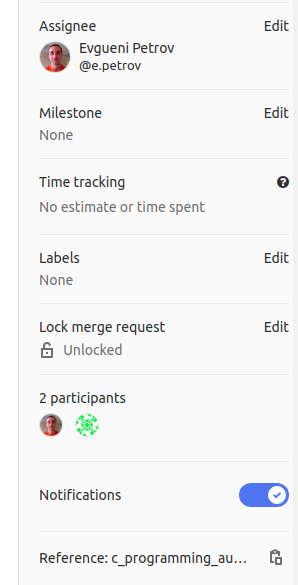 Assignee Edit
Evgueni Petrov
@e.petrov
Milestone Edit
None
Time tracking
No estimate or time spent
Labels Edit
None
Lock merge request Edit
Unlocked
2 participants
Notifications
Reference: c_programming_au...